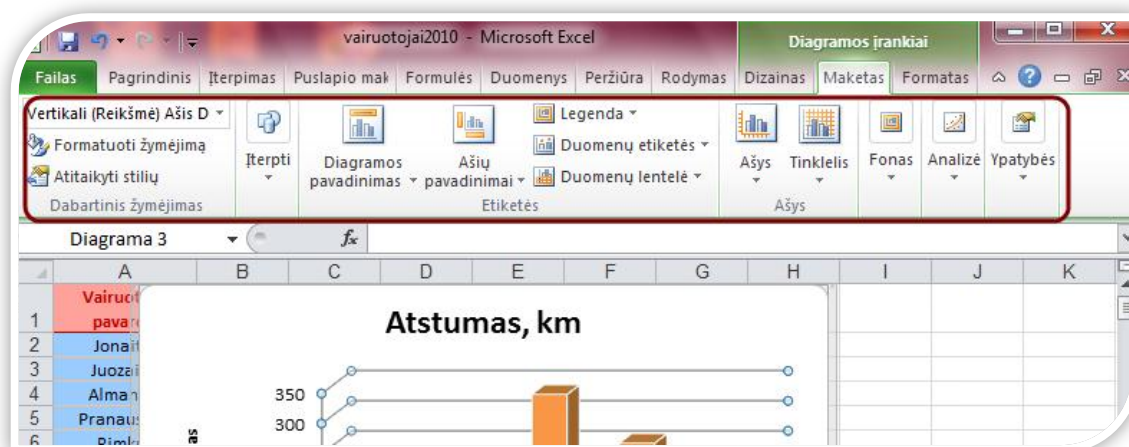 vairuotojai2010 - Microsoft Excel
Diagramos įrankiai
Failas Pagrindinis Įterpimas Puslapio mak Formulės Duomenys Peržiūra Rodymas Dizainas Maketas Formatas
Vertikali (Reikšmė) Ašis D
Formatuoti žymėjimą
Atitaikyti stilių
Dabartinis žymėjimas
Įterpti
Diagramos pavadinimas
Ašių pavadinimai
Legenda
Duomenų etiketės
Duomenų lentelė
Etiketės
Ašys Tinklelis
Ašys
Fonas Analizė Ypatybės
Diagrama 3 fx
A B C D E F G H I J K
1 Vairuot
pavar
2 Jonait
3 Juozai
4 Alman
5 Pranaus
6 Rimk
Atstumas, km
350
300
as